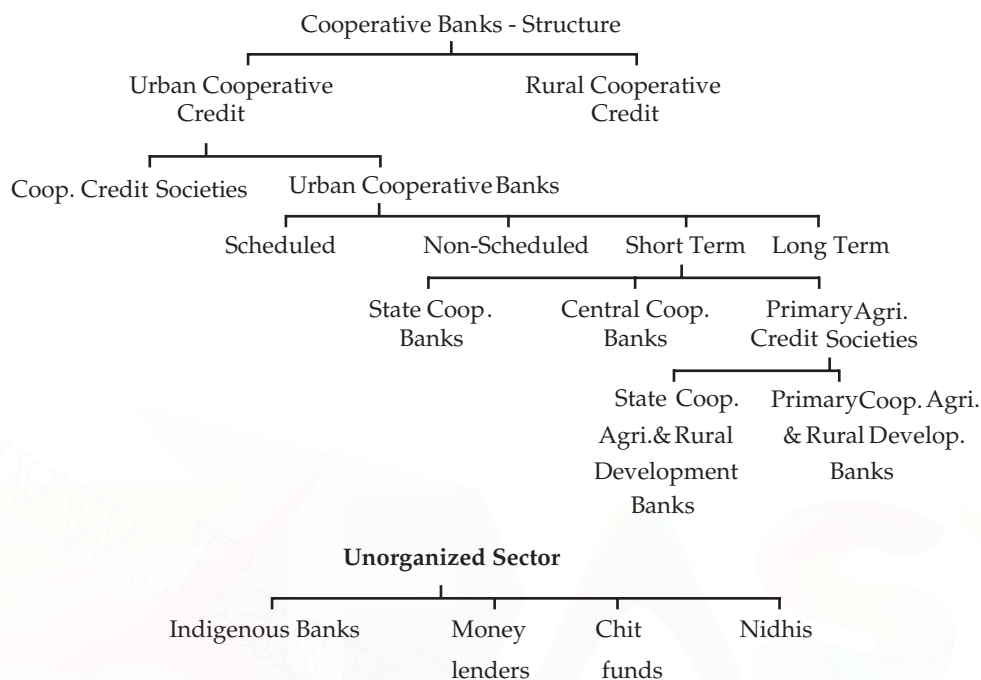 Cooperative Banks - Structure
Urban Cooperative Credit
Rural Cooperative Credit
Coop. Credit Societies
Urban Cooperative Banks
Scheduled
Non-Scheduled
Short Term
Long Term
State Coop.
Banks
Central Coop.
Banks
Primary Agri.
Credit Societies
State Coop.
Agri.& Rural
Development
Banks
Primary Coop. Agri.
& Rural Develop.
Banks
Unorganized Sector
Indigenous Banks
Money
lenders
Chit
funds
Nidhis